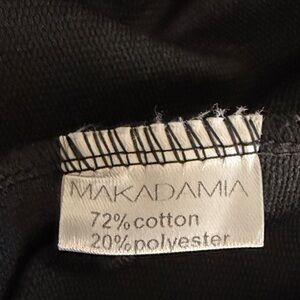 MAKADAMIA
72% cotton
20% polyester